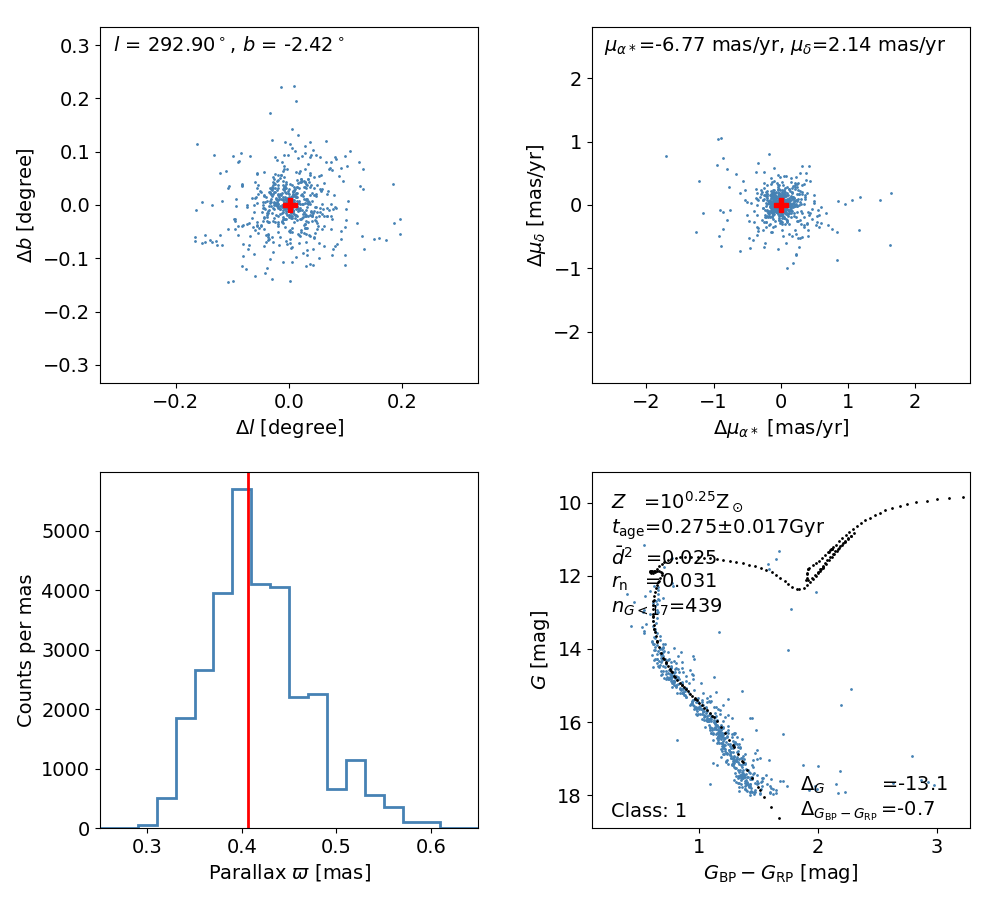 l = 292.90°, b = -2.42°
0.3
0.2
0.1
0.0
−0.1
−0.2
−0.3
Δb [degree]
−0.2
0.0
0.2
Δl [degree]
μα*=-6.77 mas/yr, μδ=2.14 mas/yr
2
1
0
−1
−2
Δμδ [mas/yr]
−2
−1
0
1
2
Δμα* [mas/yr]
5000
4000
3000
2000
1000
0
Counts per mas
0.3
0.4
0.5
0.6
Parallax ϖ [mas]
Z =10^0.25 Z⊙
t_age=0.275±0.017Gyr
d̄² =0.025
r_n =0.031
n_G<17=439
10
12
14
16
18
G [mag]
Δ_G =-13.1
Δ_GBP−GRP =-0.7
Class: 1
1
2
3
G_BP − G_RP [mag]